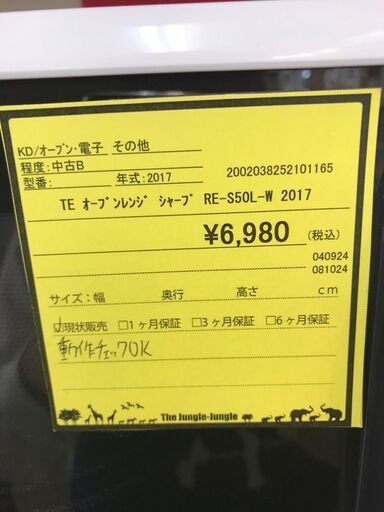 KD/オーブン・電子 その他
程度:中古B
型番: 年式:2017 2002038252101165
TE オーブンレンジ シャープ RE-S50L-W 2017
¥6,980 (税込)
040924
081024
サイズ:幅 奥行 高さ cm
☑現状販売 □1ヶ月保証 □3ヶ月保証 □6ヶ月保証
動作チェックOK
The Jungle-Jungle